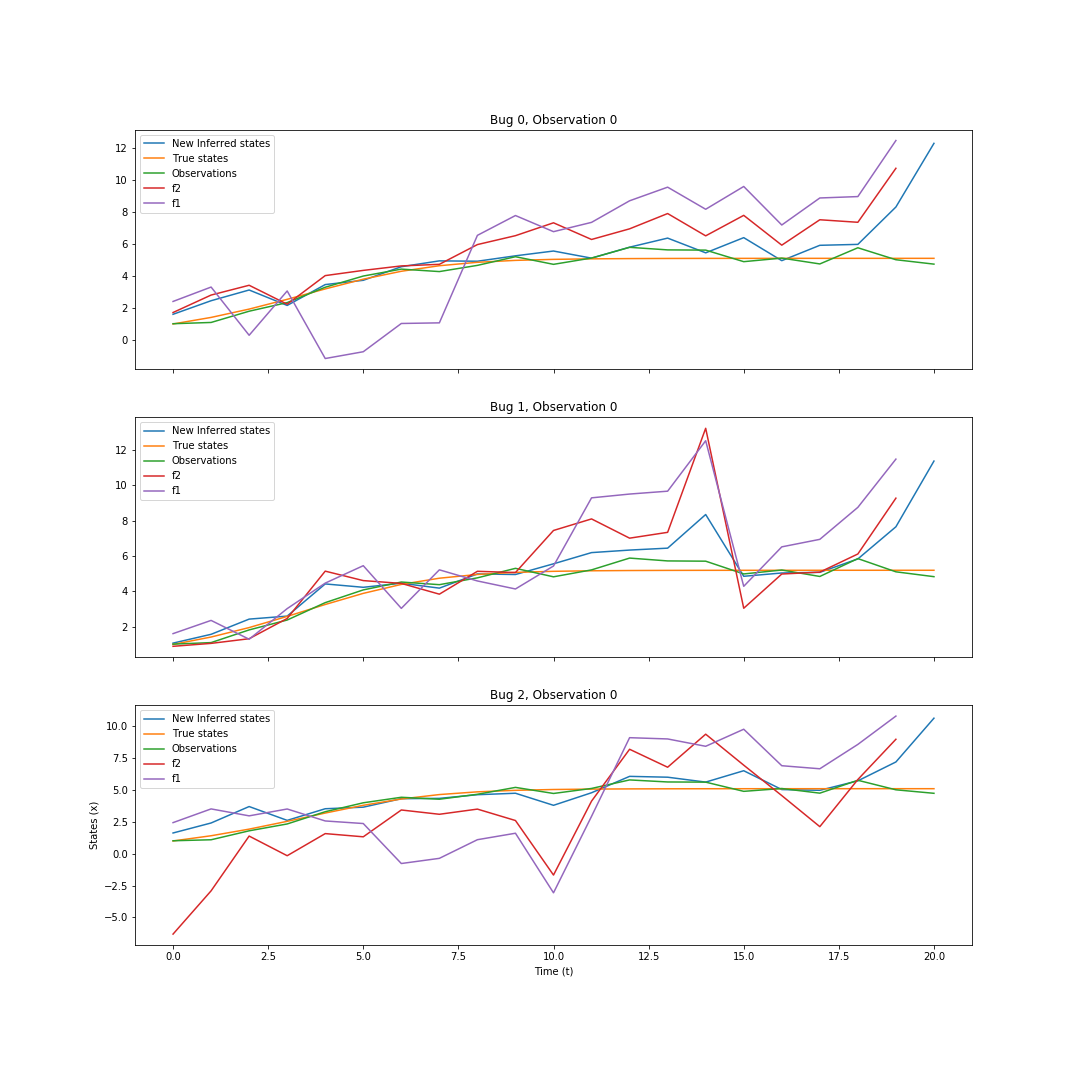 Bug 0, Observation 0
New Inferred states
True states
Observations
f2
f1
12
10
8
6
4
2
0
Bug 1, Observation 0
New Inferred states
True states
Observations
f2
f1
12
10
8
6
4
2
Bug 2, Observation 0
New Inferred states
True states
Observations
f2
f1
10.0
7.5
5.0
2.5
0.0
−2.5
−5.0
States (x)
0.0 2.5 5.0 7.5 10.0 12.5 15.0 17.5 20.0
Time (t)